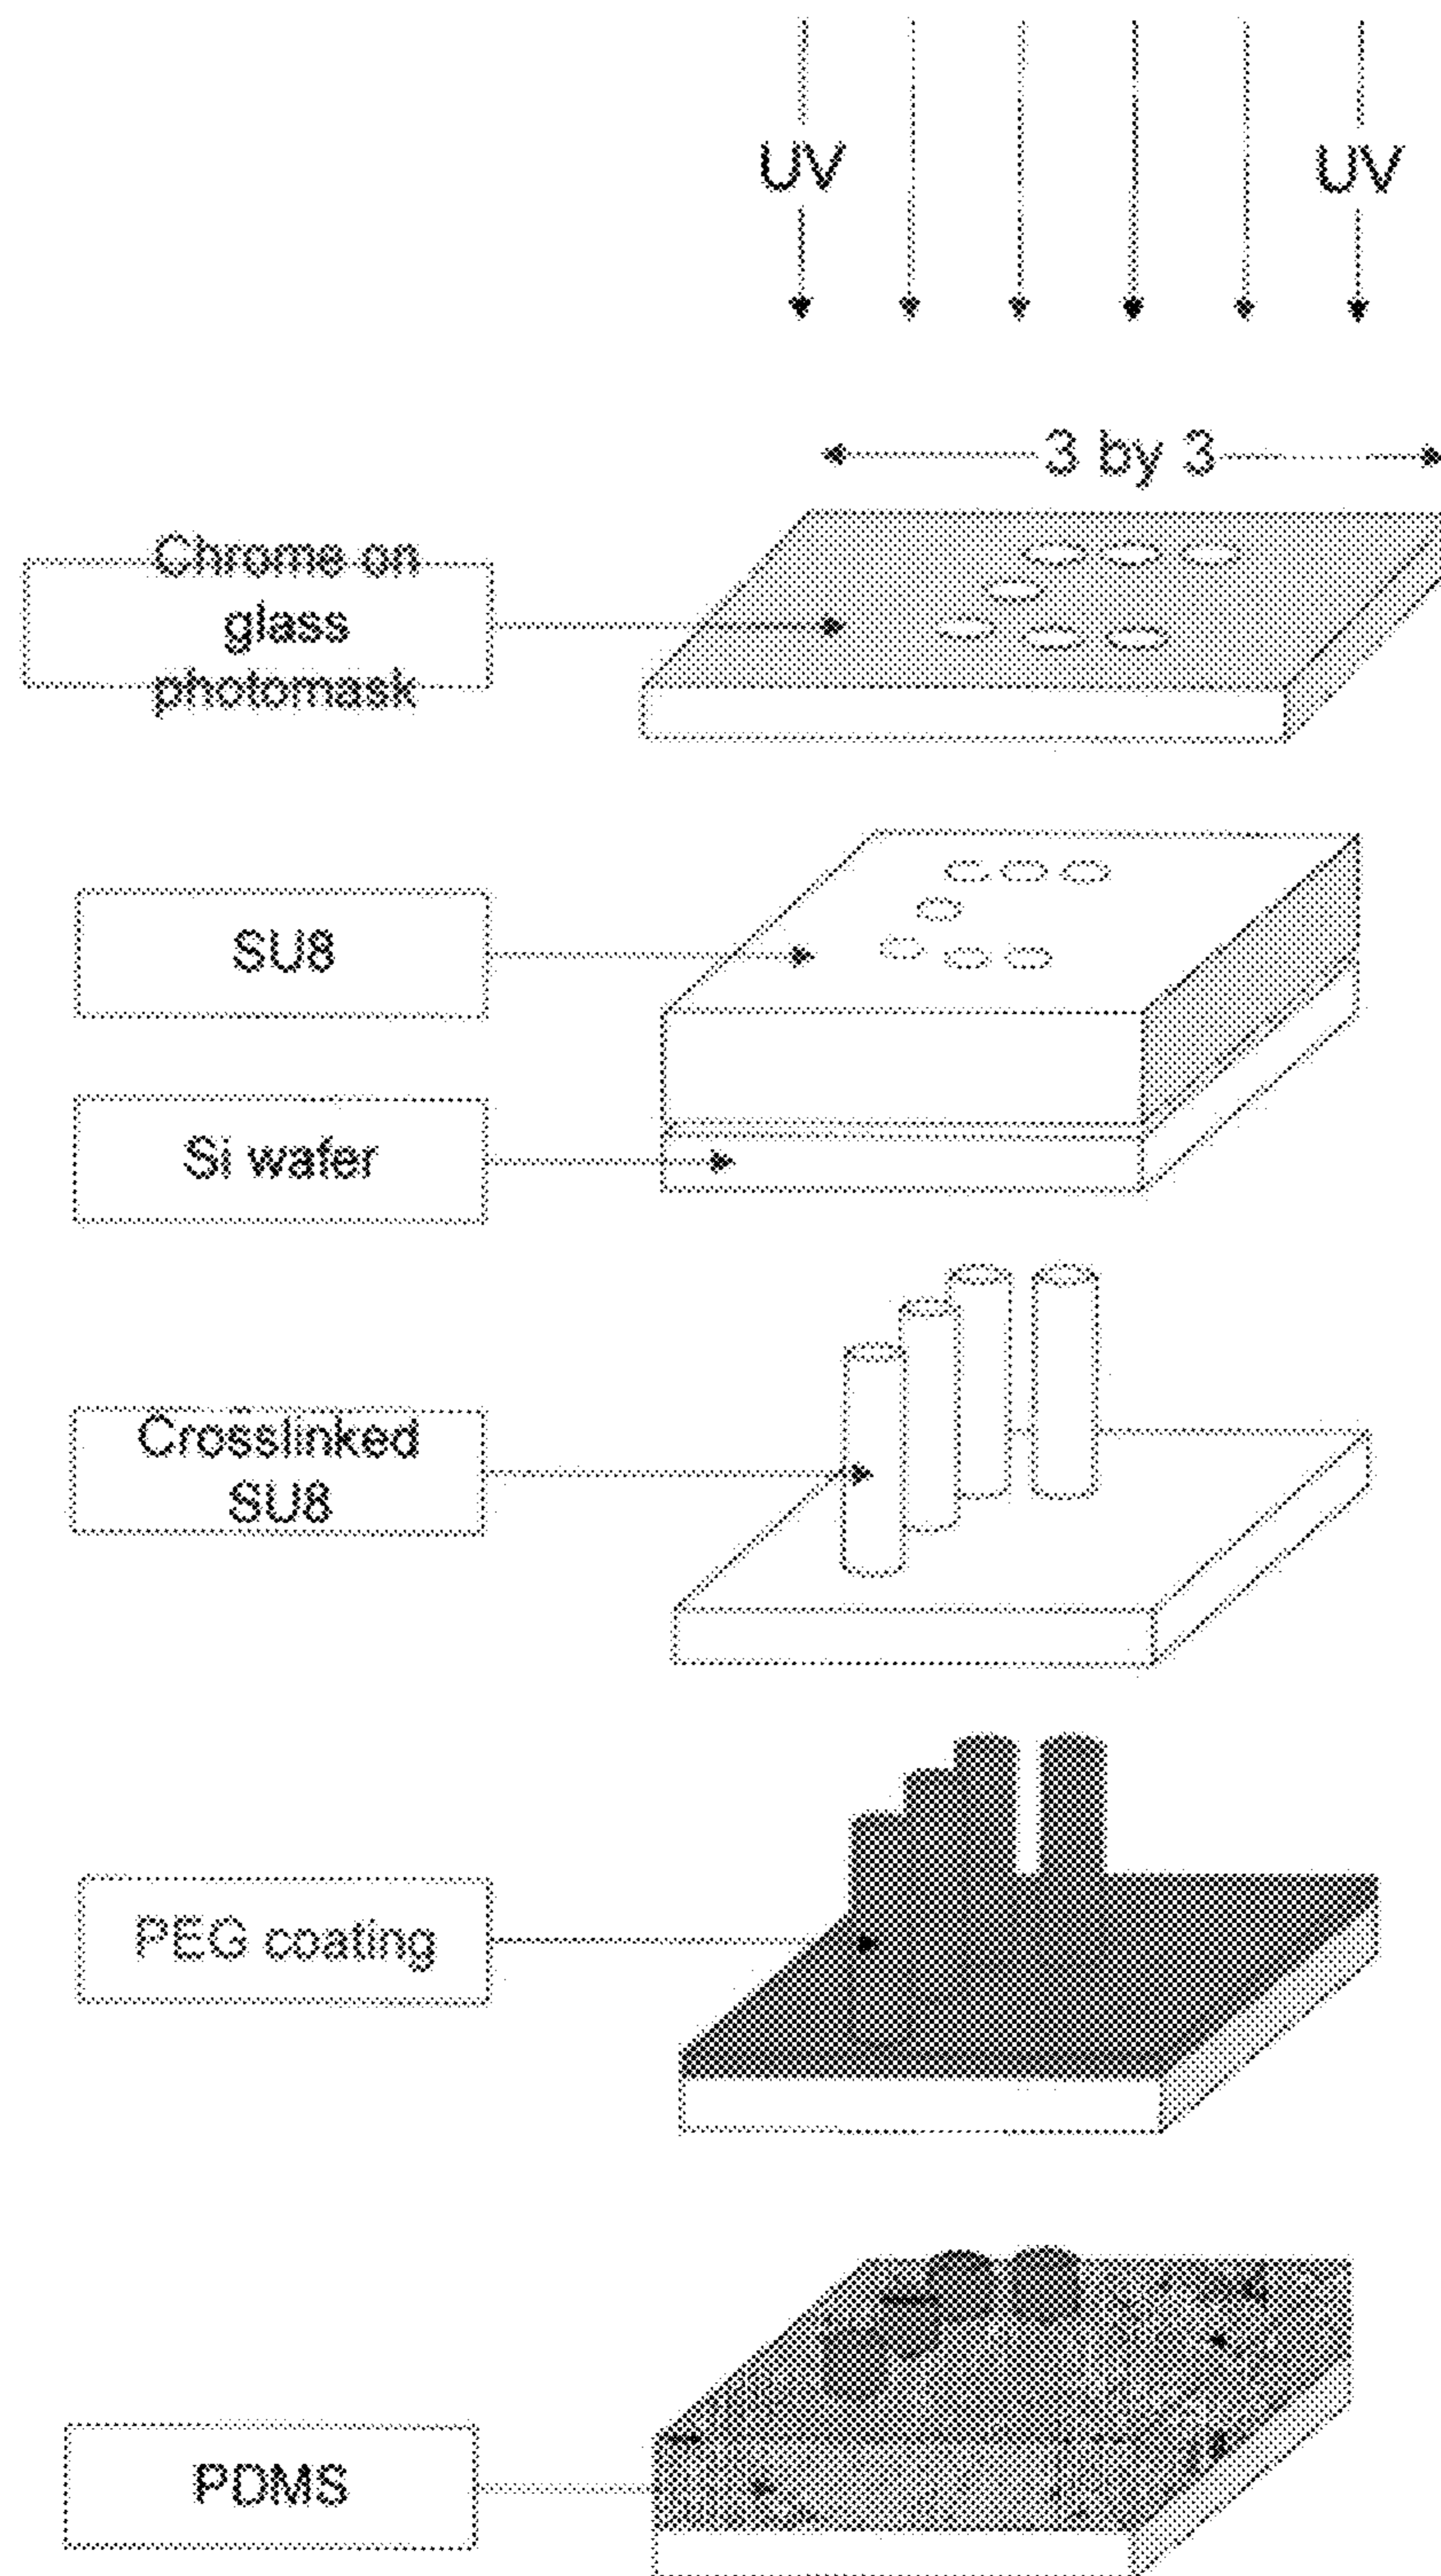 UV UV
3 by 3
Chrome on
glass
photomask
SU8
Si wafer
Crosslinked
SU8
PEG coating
PDMS